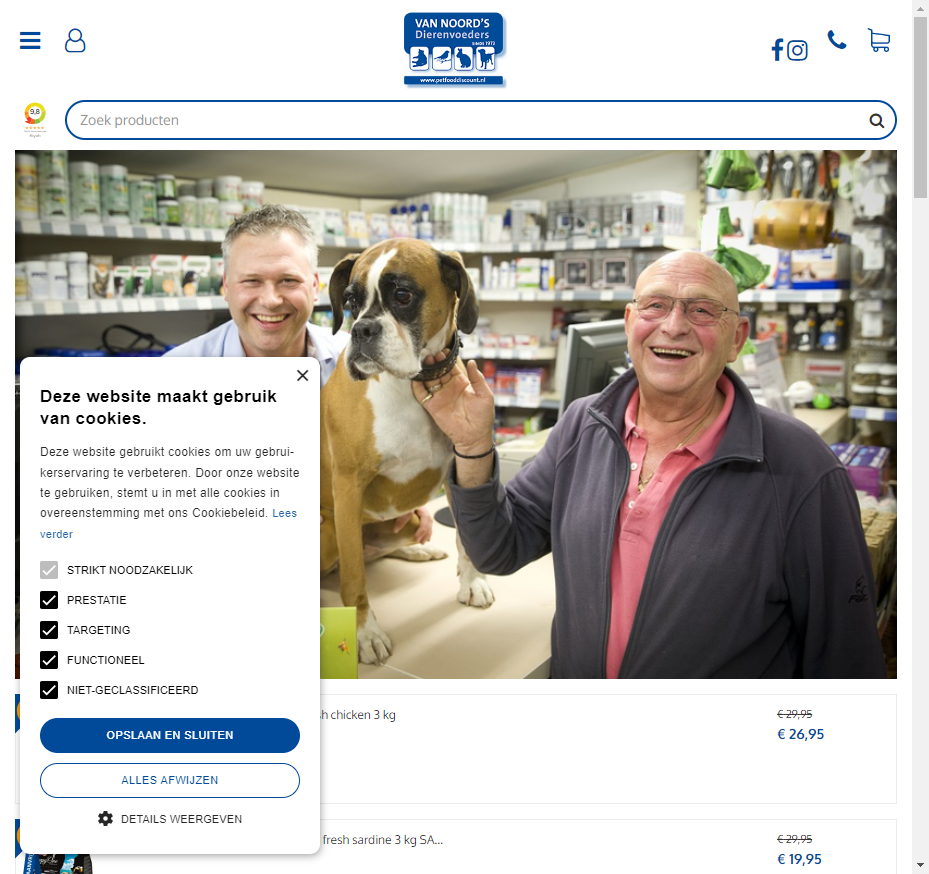 VAN NOORD'S
Dierenvoeders
SINDS 1973
www.petfooddiscount.nl
9,8
Zoek producten
Deze website maakt gebruik
van cookies.
Deze website gebruikt cookies om uw gebrui-
kerservaring te verbeteren. Door onze website
te gebruiken, stemt u in met alle cookies in
overeenstemming met ons Cookiebeleid. Lees
verder
STRIKT NOODZAKELIJK
PRESTATIE
TARGETING
FUNCTIONEEL
NIET-GECLASSIFICEERD
OPSLAAN EN SLUITEN
ALLES AFWIJZEN
DETAILS WEERGEVEN
chicken 3 kg
€ 29,95
€ 26,95
fresh sardine 3 kg SA...
€ 29,95
€ 19,95